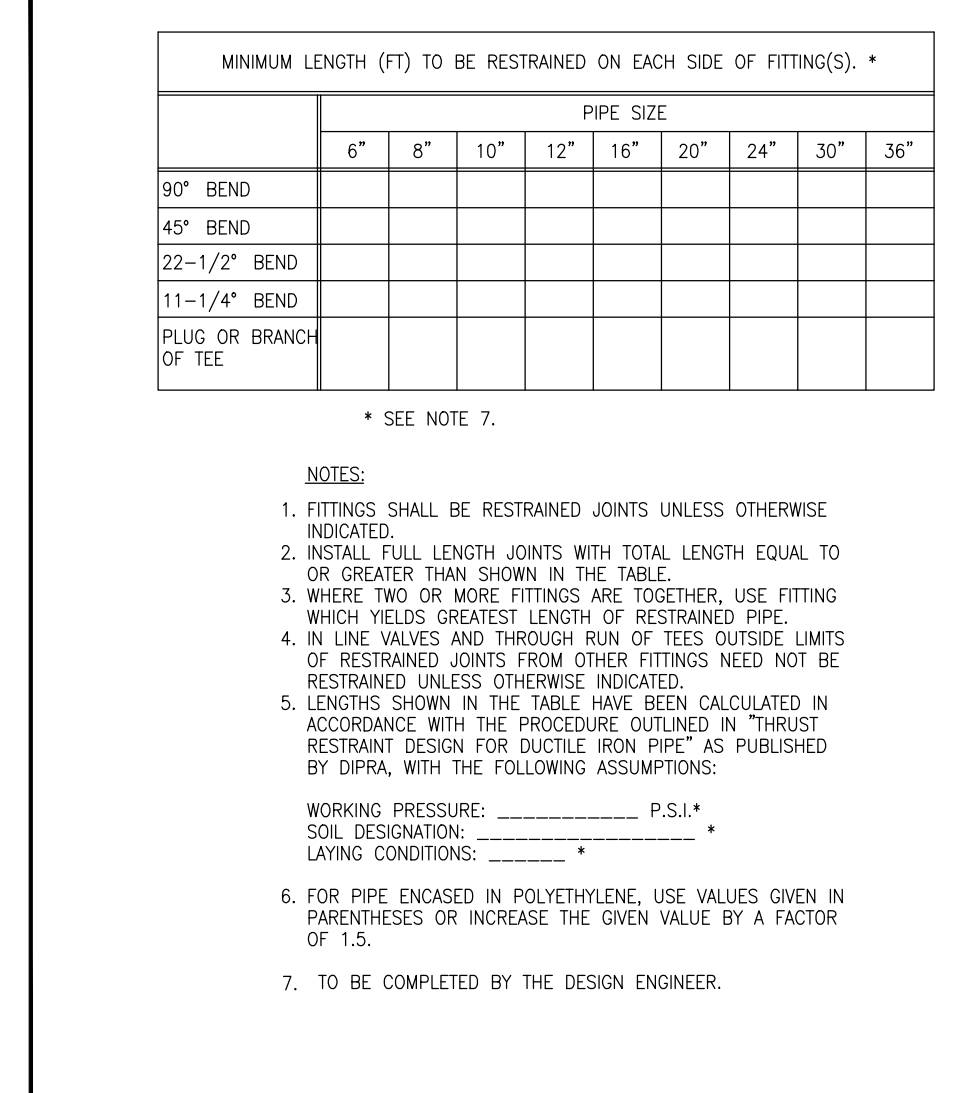 MINIMUM LENGTH (FT) TO BE RESTRAINED ON EACH SIDE OF FITTING(S). *
PIPE SIZE
6" 8" 10" 12" 16" 20" 24" 30" 36"
90° BEND
45° BEND
22-1/2° BEND
11-1/4° BEND
PLUG OR BRANCH
OF TEE
* SEE NOTE 7.
NOTES:
1. FITTINGS SHALL BE RESTRAINED JOINTS UNLESS OTHERWISE
INDICATED.
2. INSTALL FULL LENGTH JOINTS WITH TOTAL LENGTH EQUAL TO
OR GREATER THAN SHOWN IN THE TABLE.
3. WHERE TWO OR MORE FITTINGS ARE TOGETHER, USE FITTING
WHICH YIELDS GREATEST LENGTH OF RESTRAINED PIPE.
4. IN LINE VALVES AND THROUGH RUN OF TEES OUTSIDE LIMITS
OF RESTRAINED JOINTS FROM OTHER FITTINGS NEED NOT BE
RESTRAINED UNLESS OTHERWISE INDICATED.
5. LENGTHS SHOWN IN THE TABLE HAVE BEEN CALCULATED IN
ACCORDANCE WITH THE PROCEDURE OUTLINED IN "THRUST
RESTRAINT DESIGN FOR DUCTILE IRON PIPE" AS PUBLISHED
BY DIPRA, WITH THE FOLLOWING ASSUMPTIONS:
WORKING PRESSURE: ___________ P.S.I.*
SOIL DESIGNATION: _________________ *
LAYING CONDITIONS: ______ *
6. FOR PIPE ENCASED IN POLYETHYLENE, USE VALUES GIVEN IN
PARENTHESES OR INCREASE THE GIVEN VALUE BY A FACTOR
OF 1.5.
7. TO BE COMPLETED BY THE DESIGN ENGINEER.